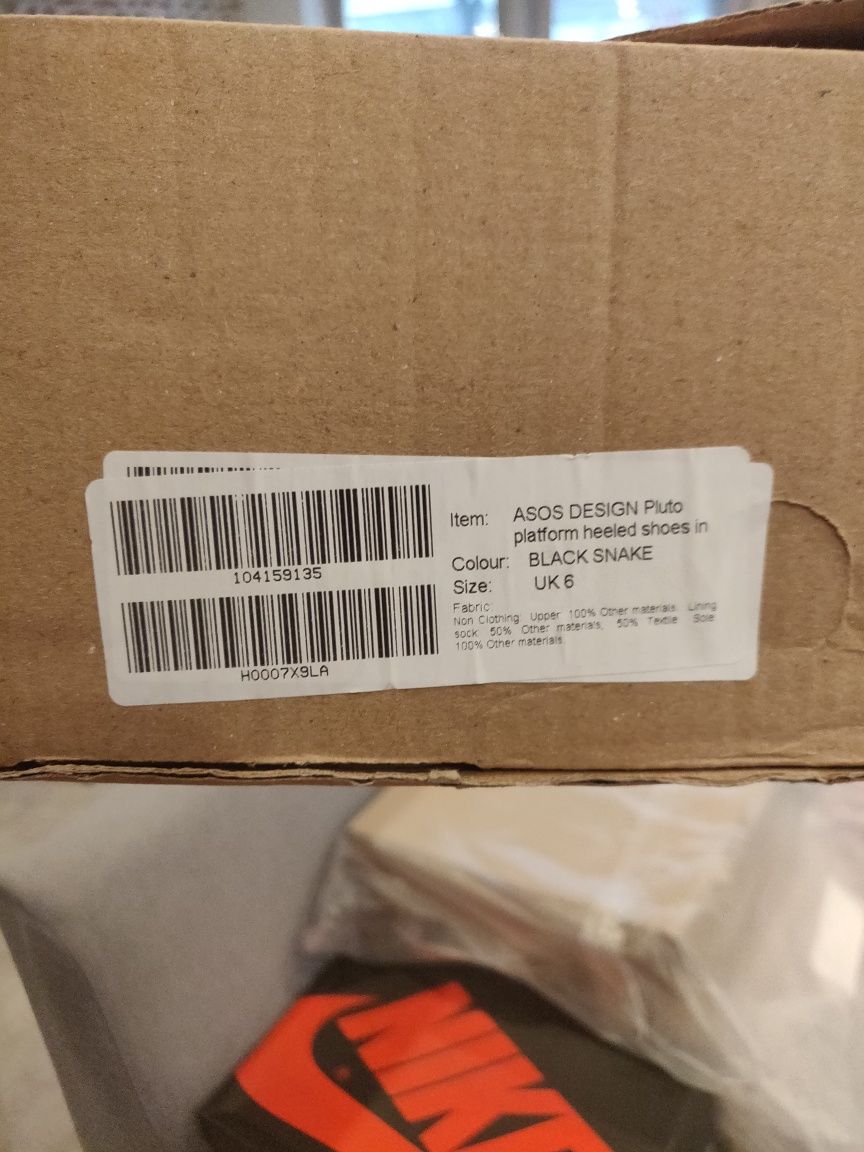 104159135
H0007X9LA
Item: ASOS DESIGN Pluto
platform heeled shoes in
Colour: BLACK SNAKE
Size: UK 6
Fabric:
Non Clothing: Upper: 100% Other materials. Lining
sock: 50% Other materials, 50% Textile. Sole
100% Other materials.
NIKE